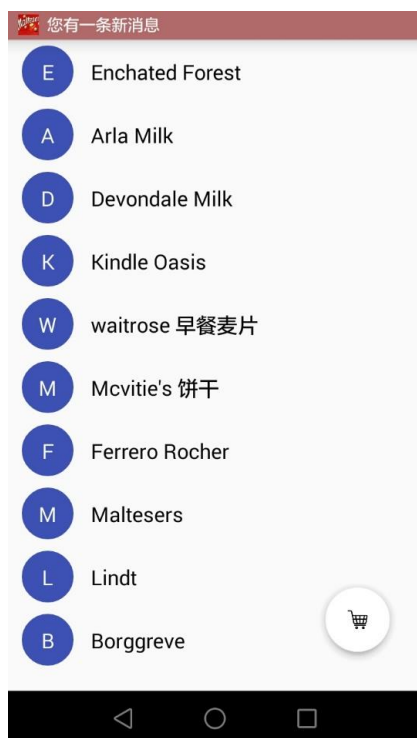 您有一条新消息
E Enchated Forest
A Arla Milk
D Devondale Milk
K Kindle Oasis
W waitrose 早餐麦片
M Mcvitie's 饼干
F Ferrero Rocher
M Maltesers
L Lindt
B Borggreve